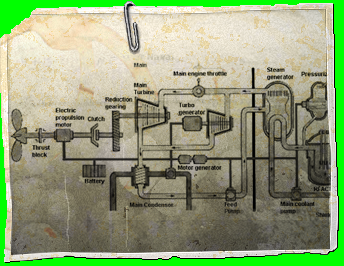 Main
Main engine throttle
Steam
generator
Main
Turbine
Reduction
gearing
Turbo
generator
Electric
propulsion
motor
Clutch
Thrust
block
Battery
Motor generator
Main Condenser
Feed
Pump
Main coolant
pump